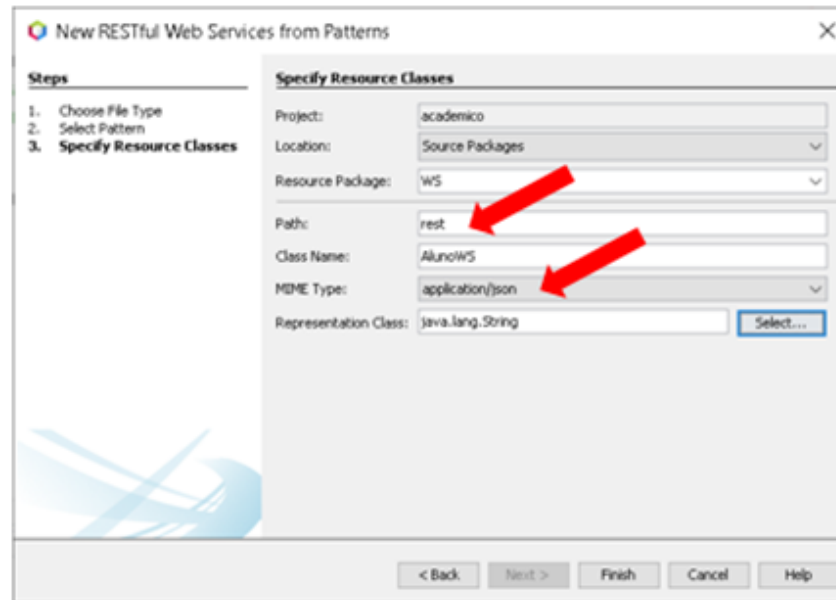 New RESTful Web Services from Patterns
Steps
1. Choose File Type
2. Select Pattern
3. Specify Resource Classes
Specify Resource Classes
Project: academico
Location: Source Packages
Resource Package: WS
Path: rest
Class Name: AlunoWS
MIME Type: application/json
Representation Class: java.lang.String Select...
< Back Next > Finish Cancel Help